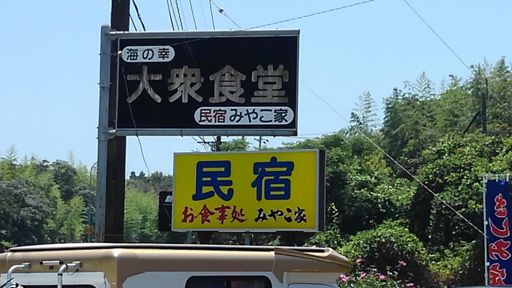 海の幸
大衆食堂
民宿みやこ家
民宿
お食事処 みやこ家